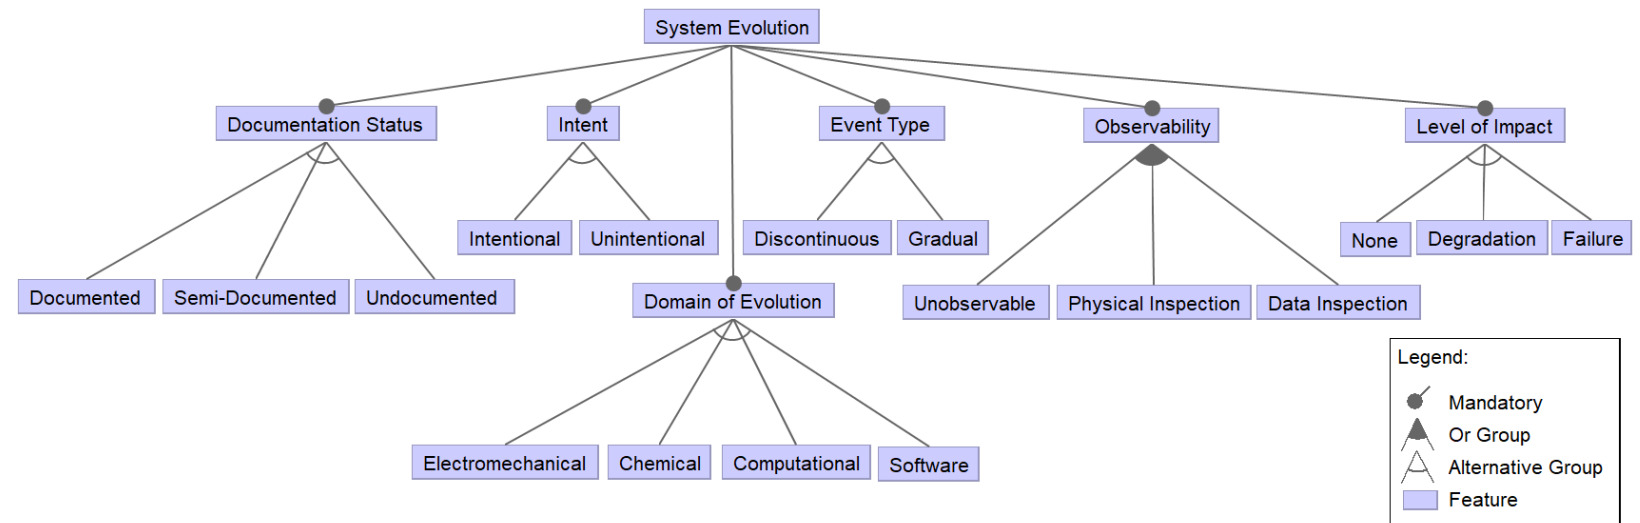 System Evolution
Documentation Status
Intent
Event Type
Observability
Level of Impact
Intentional
Unintentional
Discontinuous
Gradual
None
Degradation
Failure
Documented
Semi-Documented
Undocumented
Domain of Evolution
Unobservable
Physical Inspection
Data Inspection
Electromechanical
Chemical
Computational
Software
Legend:
Mandatory
Or Group
Alternative Group
Feature